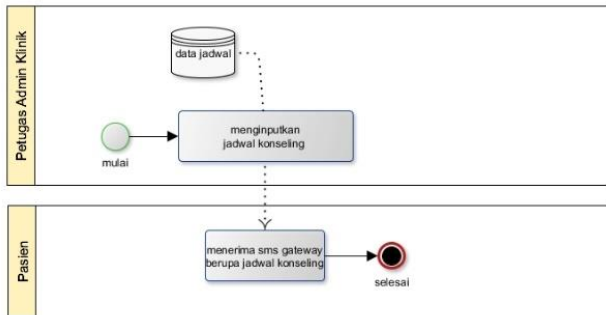 Petugas Admin Klinik
data jadwal
mulai
menginputkan
jadwal konseling
Pasien
menerima sms gateway
berupa jadwal konseling
selesai